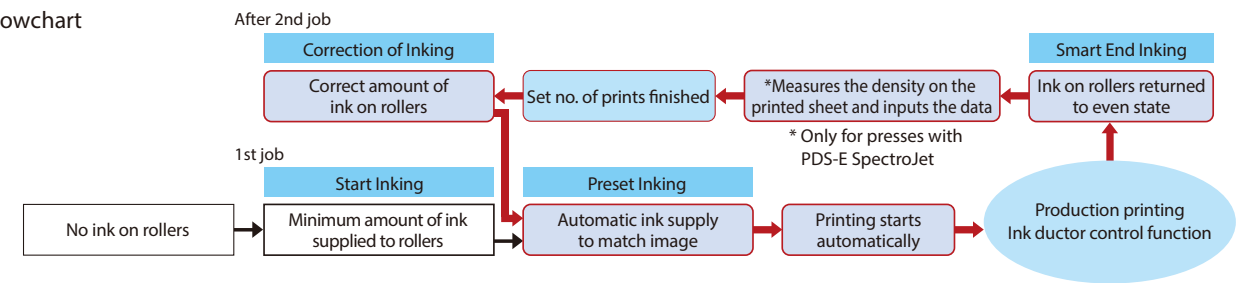 After 2nd job
Correction of Inking
Smart End Inking
Correct amount of
ink on rollers
Set no. of prints finished
*Measures the density on the
printed sheet and inputs the data
Ink on rollers returned
to even state
* Only for presses with
PDS-E SpectroJet
1st job
Start Inking
Preset Inking
No ink on rollers
Minimum amount of ink
supplied to rollers
Automatic ink supply
to match image
Printing starts
automatically
Production printing
Ink ductor control function